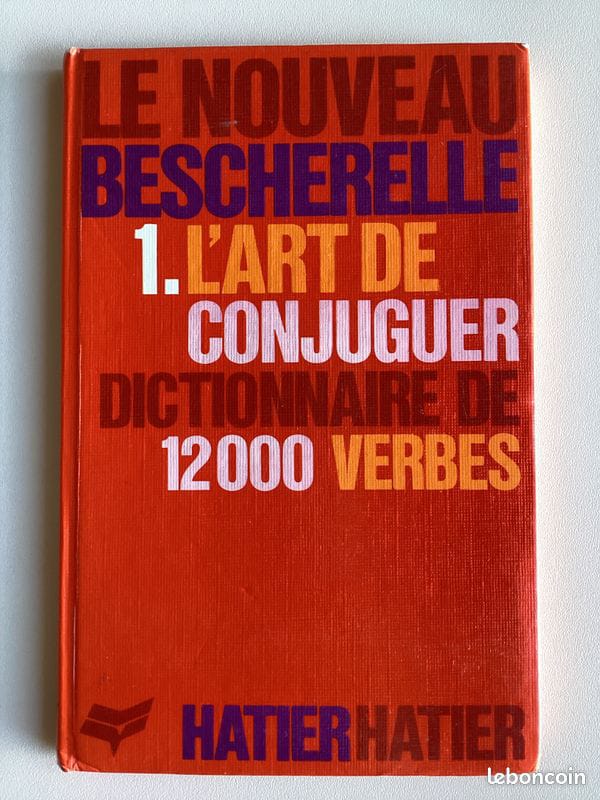 LE NOUVEAU
BESCHERELLE
1. L'ART DE
CONJUGUER
DICTIONNAIRE DE
12000 VERBES
HATIER HATIER
leboncoin